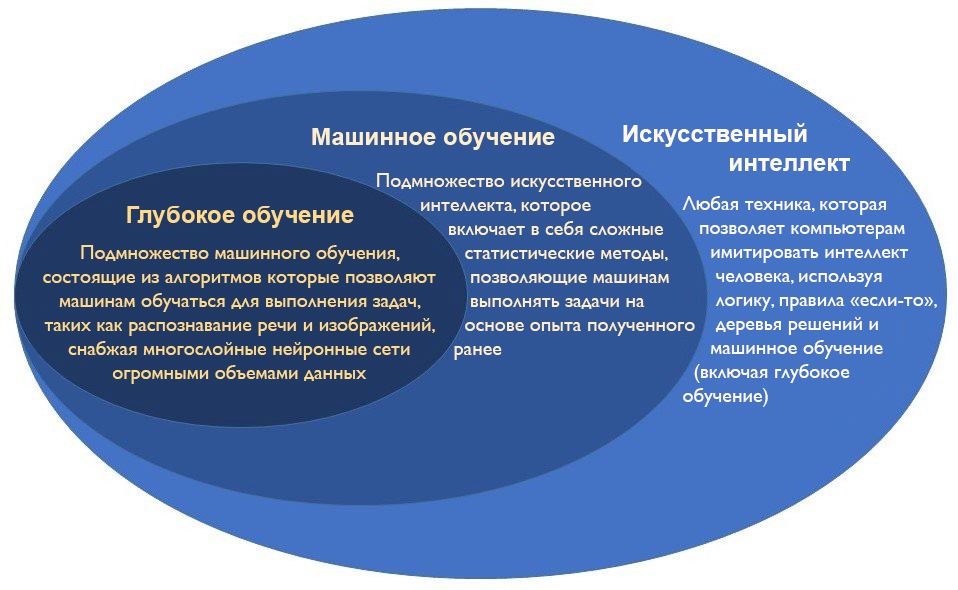 Глубокое обучение
Подмножество машинного обучения,
состоящие из алгоритмов которые позволяют
машинам обучаться для выполнения задач,
таких как распознавание речи и изображений,
снабжая многослойные нейронные сети
огромными объемами данных
Машинное обучение
Подмножество искусственного
интеллекта, которое
включает в себя сложные
статистические методы,
позволяющие машинам
выполнять задачи на
основе опыта полученного
ранее
Искусственный
интеллект
Любая техника, которая
позволяет компьютерам
имитировать интеллект
человека, используя
логику, правила «если-то»,
деревья решений и
машинное обучение
(включая глубокое
обучение)